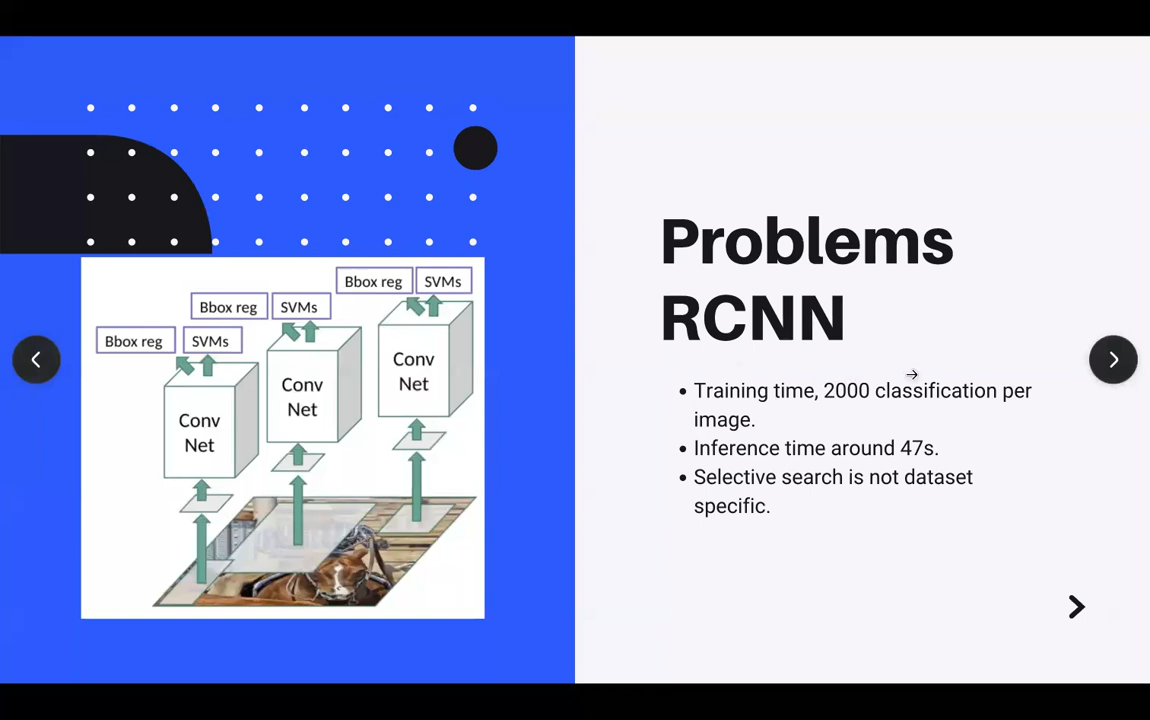 Problems
RCNN
• Training time, 2000 classification per
image.
• Inference time around 47s.
• Selective search is not dataset
specific.
Bbox reg
SVMs
Bbox reg
SVMs
Bbox reg
SVMs
Conv
Net
Conv
Net
Conv
Net